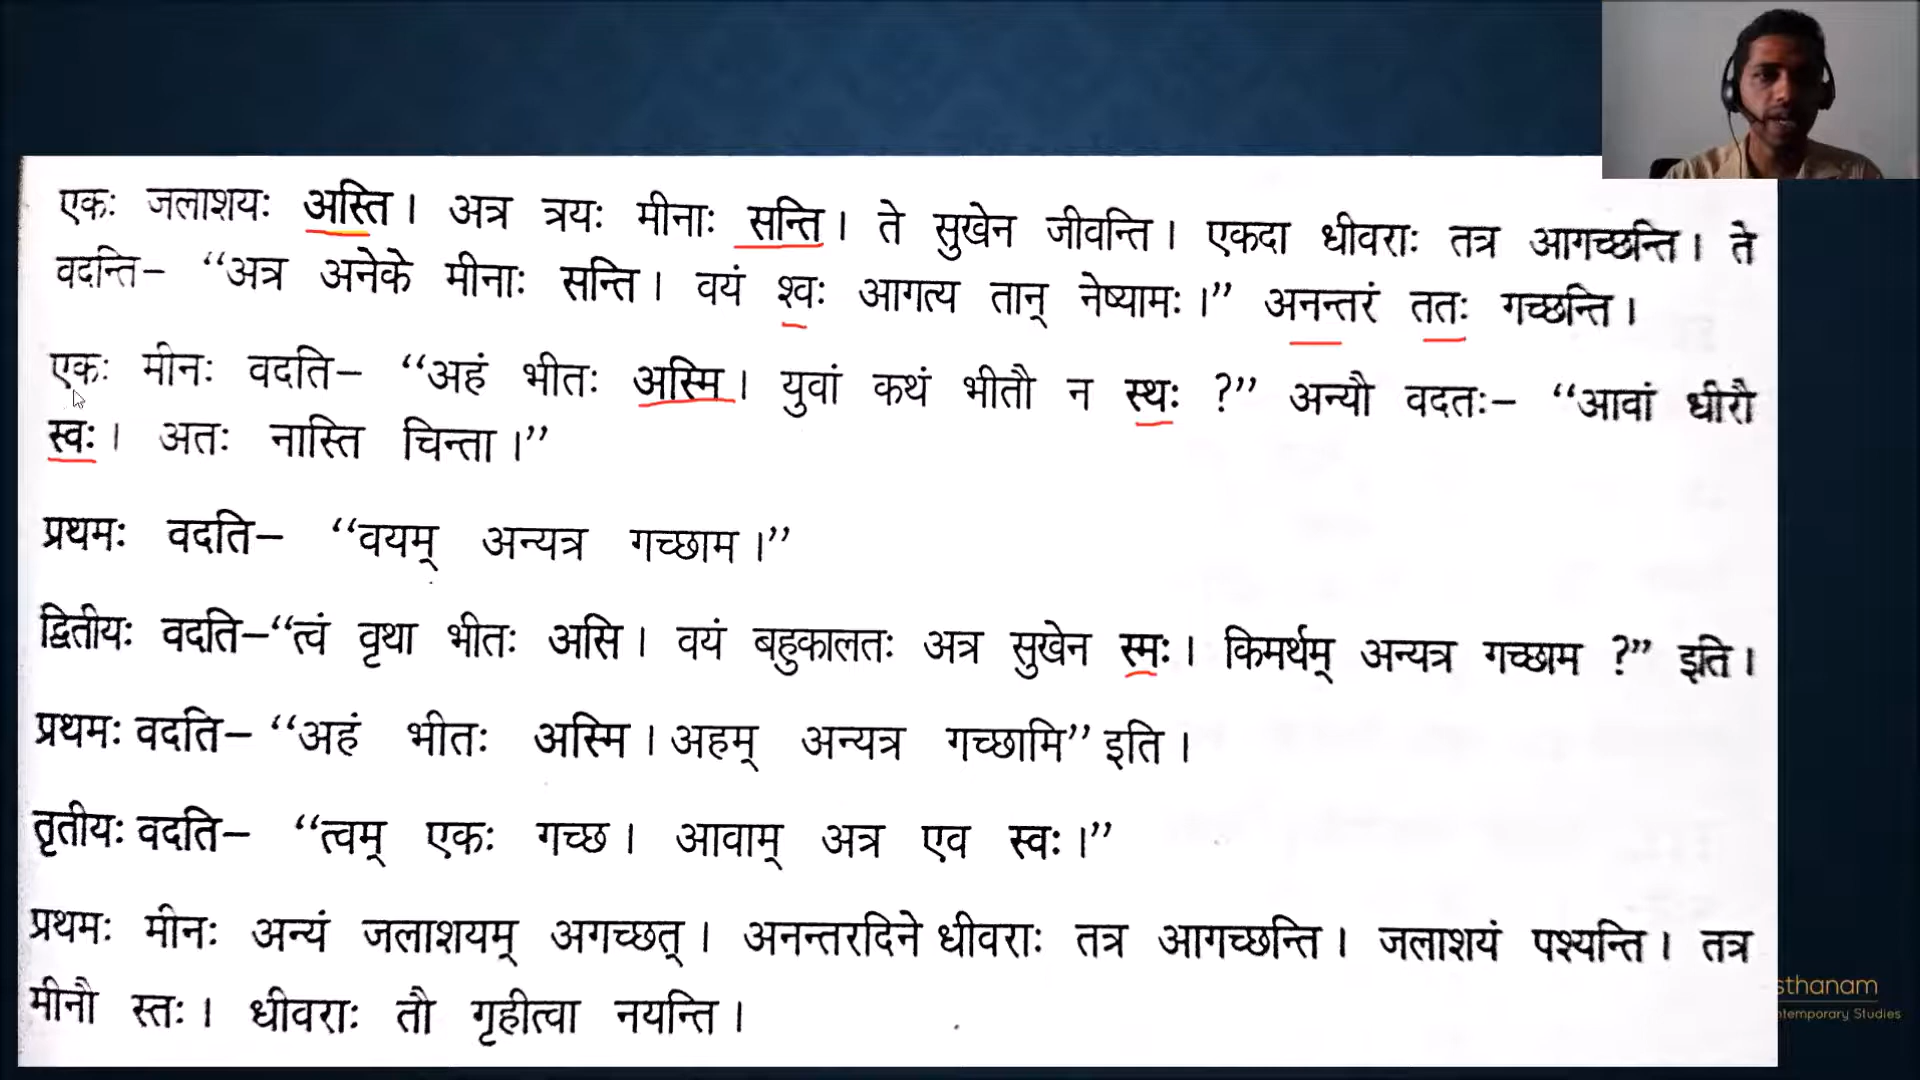 एकः जलाशयः अस्ति। अत्र त्रयः मीनाः सन्ति। ते सुखेन जीवन्ति। एकदा धीवराः तत्र आगच्छन्ति। ते
वदन्ति– “अत्र अनेके मीनाः सन्ति। वयं श्वः आगत्य तान् नेष्यामः।” अनन्तरं ततः गच्छन्ति।
एकः मीनः वदति– “अहं भीतः अस्मि। युवां कथं भीतौ न स्थः ?” अन्यौ वदतः– “आवां धीरौ
स्वः। अतः नास्ति चिन्ता।”
प्रथमः वदति– “वयम् अन्यत्र गच्छाम।”
द्वितीयः वदति–“त्वं वृथा भीतः असि। वयं बहुकालतः अत्र सुखेन स्मः। किमर्थम् अन्यत्र गच्छाम ?” इति।
प्रथमः वदति– “अहं भीतः अस्मि। अहम् अन्यत्र गच्छामि” इति।
तृतीयः वदति– “त्वम् एकः गच्छ। आवाम् अत्र एव स्वः।”
प्रथमः मीनः अन्यं जलाशयम् अगच्छत्। अनन्तरदिने धीवराः तत्र आगच्छन्ति। जलाशयं पश्यन्ति। तत्र
मीनौ स्तः। धीवराः तौ गृहीत्वा नयन्ति।
sthanam
ntemporary Studies